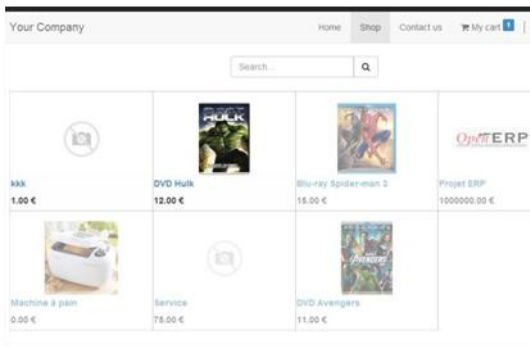 Your Company
Home Shop Contact us My cart 1
Search...
HULK
OpenERP
kkk
DVD Hulk
Blu-ray Spider-man 3
Projet ERP
1.00 €
12.00 €
15.00 €
1000000.00 €
AVENGERS
Machine à pain
Service
DVD Avengers
0.00 €
75.00 €
11.00 €